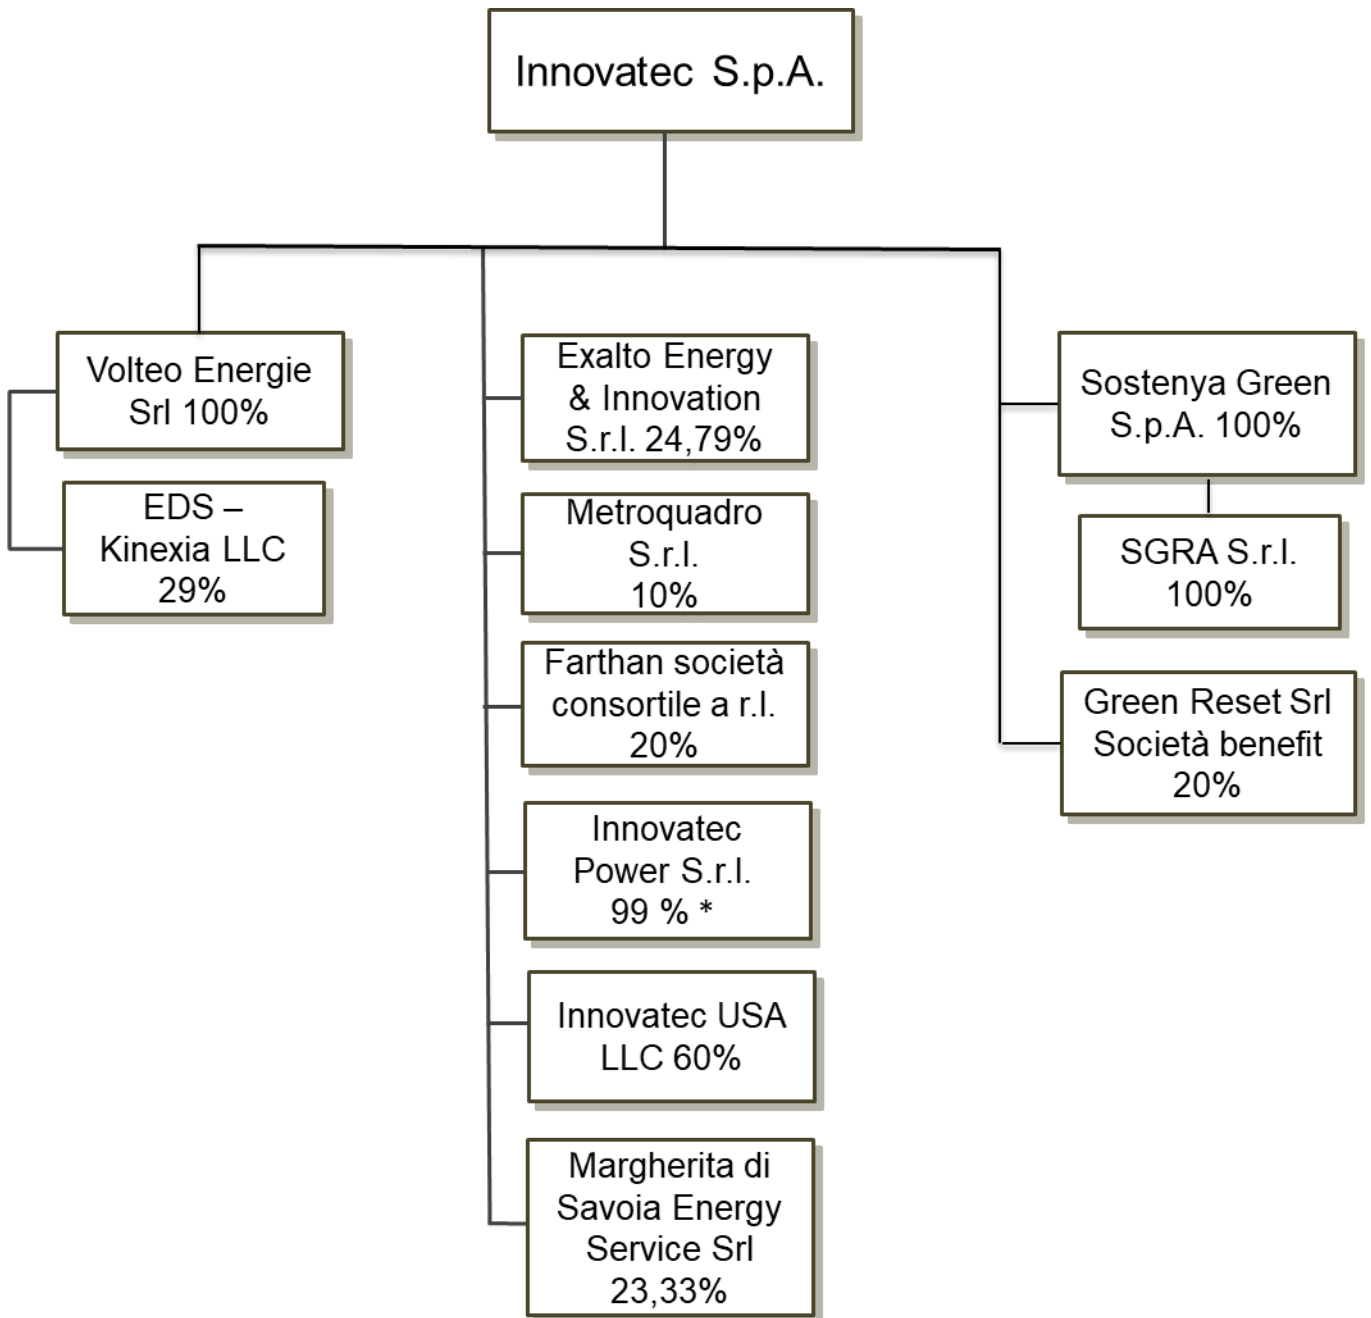 Innovatec S.p.A.
Volteo Energie
Srl 100%
EDS –
Kinexia LLC
29%
Exalto Energy
& Innovation
S.r.l. 24,79%
Metroquadro
S.r.l.
10%
Farthan società
consortile a r.l.
20%
Innovatec
Power S.r.l.
99 % *
Innovatec USA
LLC 60%
Margherita di
Savoia Energy
Service Srl
23,33%
Sostenya Green
S.p.A. 100%
SGRA S.r.l.
100%
Green Reset Srl
Società benefit
20%